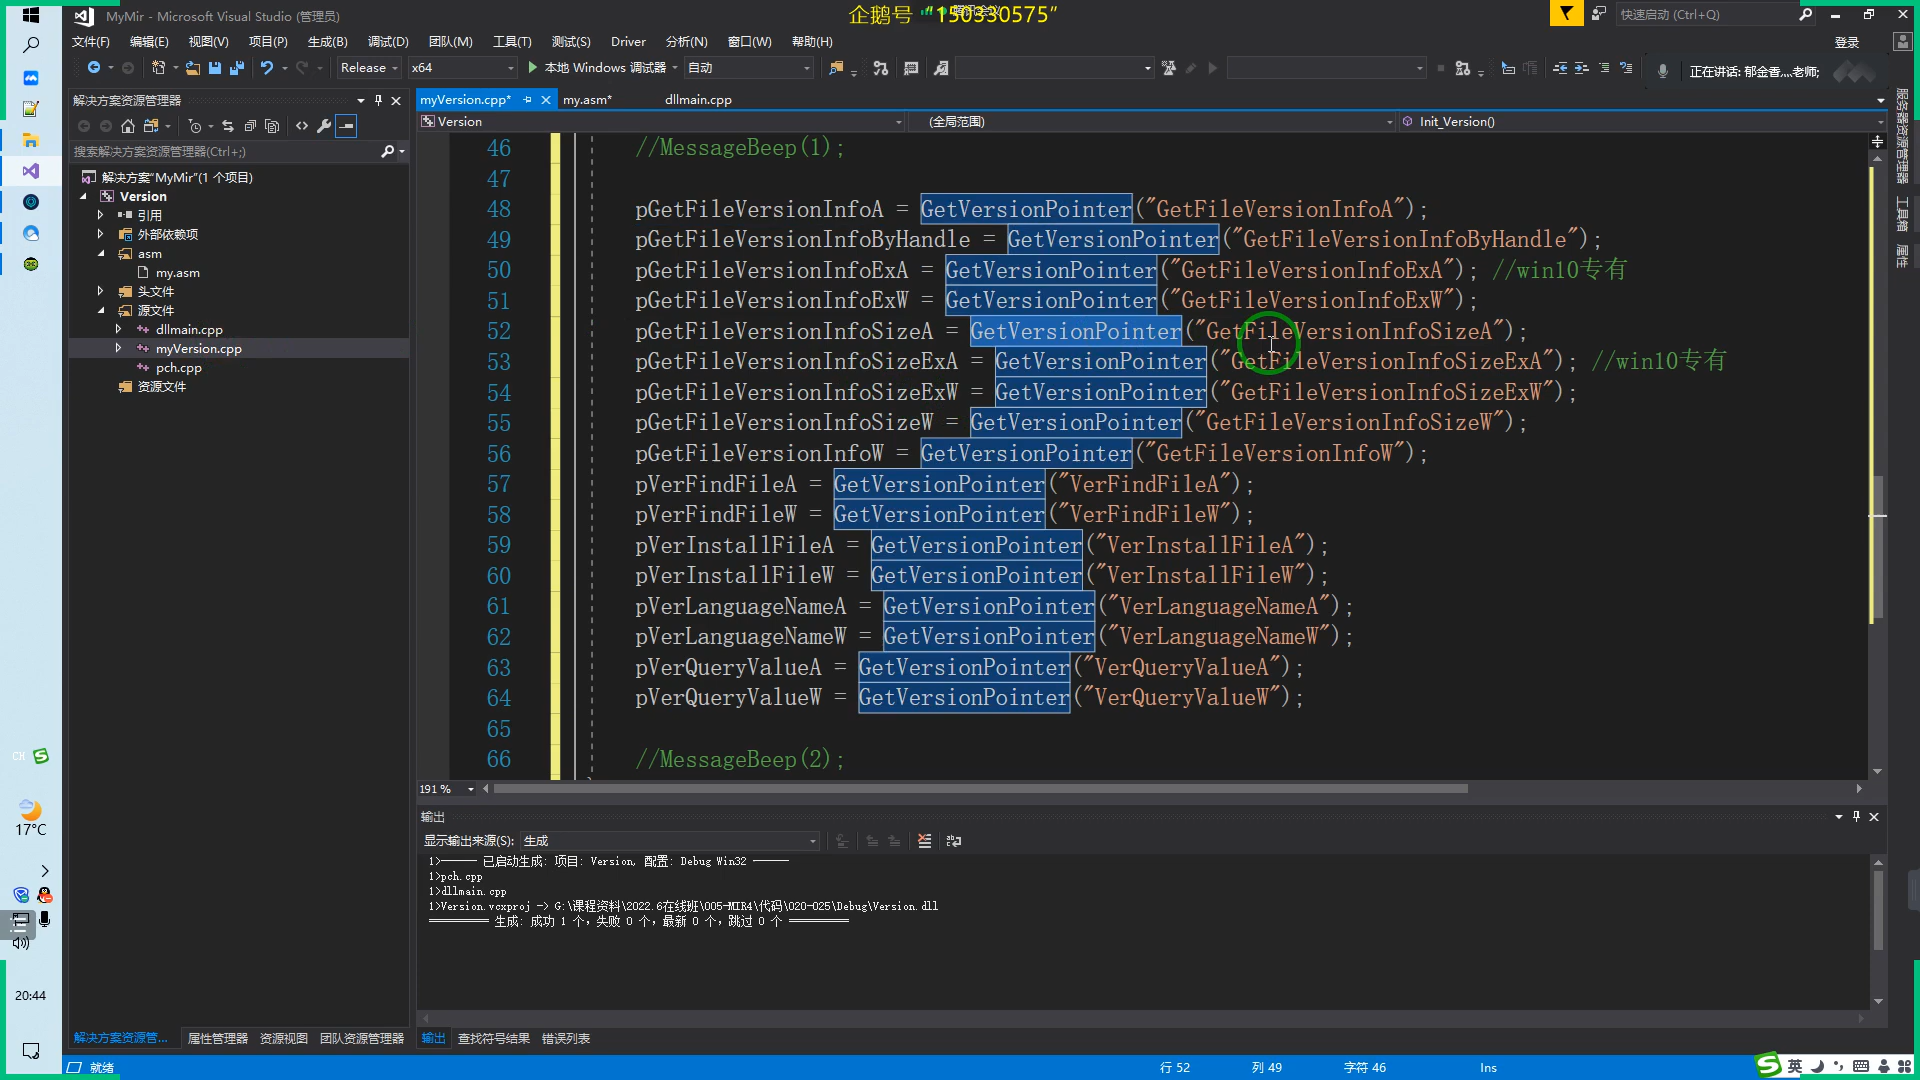 MyMir - Microsoft Visual Studio (管理员)
企鹅号 “150330575”
快速启动 (Ctrl+Q)
文件(F) 编辑(E) 视图(V) 项目(P) 生成(B) 调试(D) 团队(M) 工具(T) 测试(S) Driver 分析(N) 窗口(W) 帮助(H)
登录
Release x64 本地 Windows 调试器 自动
正在讲话: 郁金香灬老师;
解决方案资源管理器
myVersion.cpp* my.asm* dllmain.cpp
Version (全局范围) Init_Version()
搜索解决方案资源管理器(Ctrl+;)
解决方案"MyMir"(1 个项目)
Version
引用
外部依赖项
asm
my.asm
头文件
源文件
dllmain.cpp
myVersion.cpp
pch.cpp
资源文件
46 //MessageBeep(1);
47
48 pGetFileVersionInfoA = GetVersionPointer("GetFileVersionInfoA");
49 pGetFileVersionInfoByHandle = GetVersionPointer("GetFileVersionInfoByHandle");
50 pGetFileVersionInfoExA = GetVersionPointer("GetFileVersionInfoExA"); //win10专有
51 pGetFileVersionInfoExW = GetVersionPointer("GetFileVersionInfoExW");
52 pGetFileVersionInfoSizeA = GetVersionPointer("GetFileVersionInfoSizeA");
53 pGetFileVersionInfoSizeExA = GetVersionPointer("GetFileVersionInfoSizeExA"); //win10专有
54 pGetFileVersionInfoSizeExW = GetVersionPointer("GetFileVersionInfoSizeExW");
55 pGetFileVersionInfoSizeW = GetVersionPointer("GetFileVersionInfoSizeW");
56 pGetFileVersionInfoW = GetVersionPointer("GetFileVersionInfoW");
57 pVerFindFileA = GetVersionPointer("VerFindFileA");
58 pVerFindFileW = GetVersionPointer("VerFindFileW");
59 pVerInstallFileA = GetVersionPointer("VerInstallFileA");
60 pVerInstallFileW = GetVersionPointer("VerInstallFileW");
61 pVerLanguageNameA = GetVersionPointer("VerLanguageNameA");
62 pVerLanguageNameW = GetVersionPointer("VerLanguageNameW");
63 pVerQueryValueA = GetVersionPointer("VerQueryValueA");
64 pVerQueryValueW = GetVersionPointer("VerQueryValueW");
65
66 //MessageBeep(2);
191 %
服务器资源管理器
工具箱
属性
输出
显示输出来源(S): 生成
1>------ 已启动生成: 项目: Version, 配置: Debug Win32 ------
1>pch.cpp
1>dllmain.cpp
1>Version.vcxproj -> G:\课程资料\2022.6在线班\005-MIR4\代码\020-025\Debug\Version.dll
========== 生成: 成功 1 个，失败 0 个，最新 0 个，跳过 0 个 ==========
解决方案资源管... 属性管理器 资源视图 团队资源管理器 输出 查找符号结果 错误列表
就绪 行 52 列 49 字符 46 Ins
CH
17°C
20:44
英